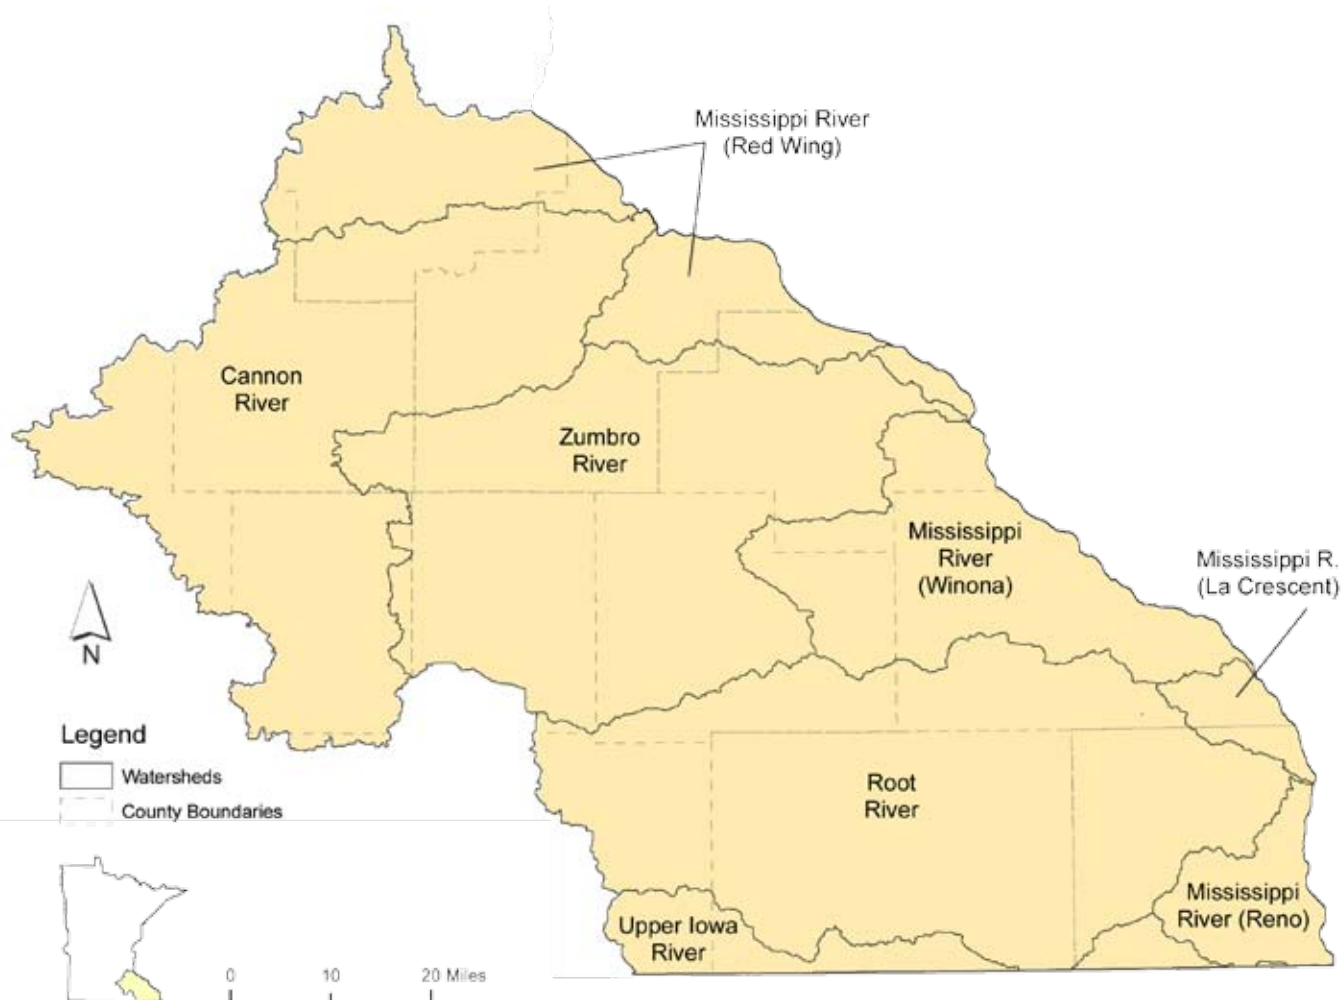 Mississippi River
(Red Wing)
Cannon
River
Zumbro
River
Mississippi
River
(Winona)
Mississippi R.
(La Crescent)
N
Legend
Watersheds
County Boundaries
Root
River
Mississippi
River (Reno)
Upper Iowa
River
0 10 20 Miles